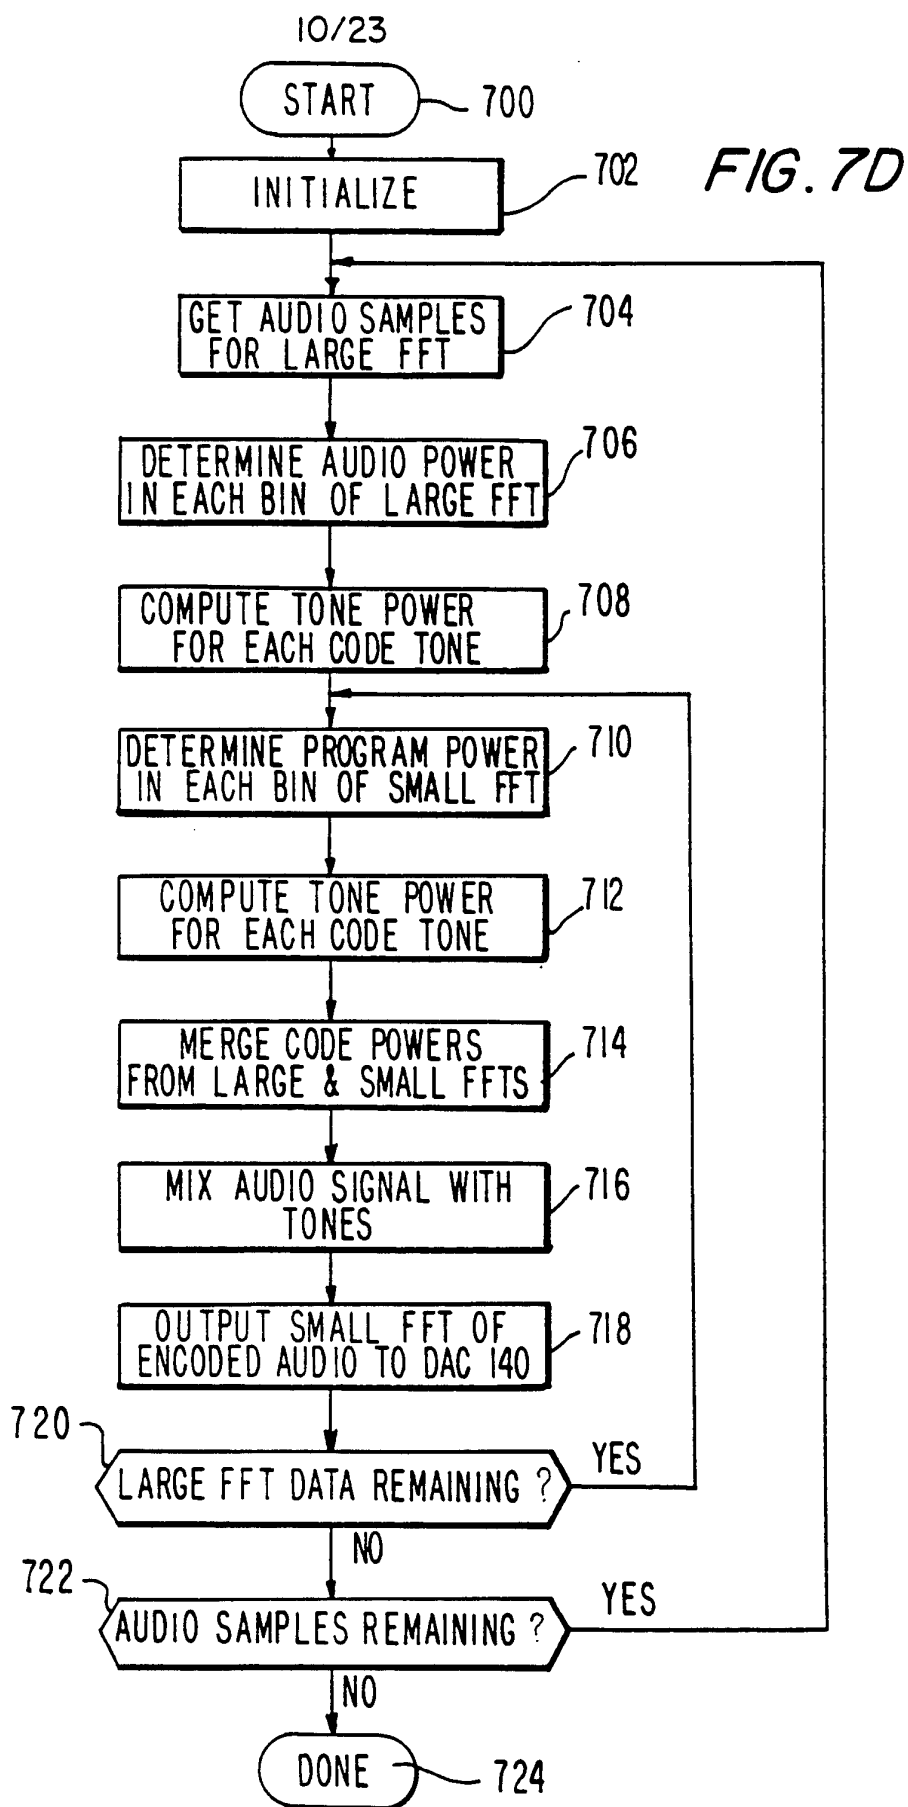 10/23
START
700
INITIALIZE
702
FIG. 7D
GET AUDIO SAMPLES
FOR LARGE FFT
704
DETERMINE AUDIO POWER
IN EACH BIN OF LARGE FFT
706
COMPUTE TONE POWER
FOR EACH CODE TONE
708
DETERMINE PROGRAM POWER
IN EACH BIN OF SMALL FFT
710
COMPUTE TONE POWER
FOR EACH CODE TONE
712
MERGE CODE POWERS
FROM LARGE & SMALL FFTS
714
MIX AUDIO SIGNAL WITH
TONES
716
OUTPUT SMALL FFT OF
ENCODED AUDIO TO DAC 140
718
720
LARGE FFT DATA REMAINING ?
YES
NO
722
AUDIO SAMPLES REMAINING ?
YES
NO
DONE
724